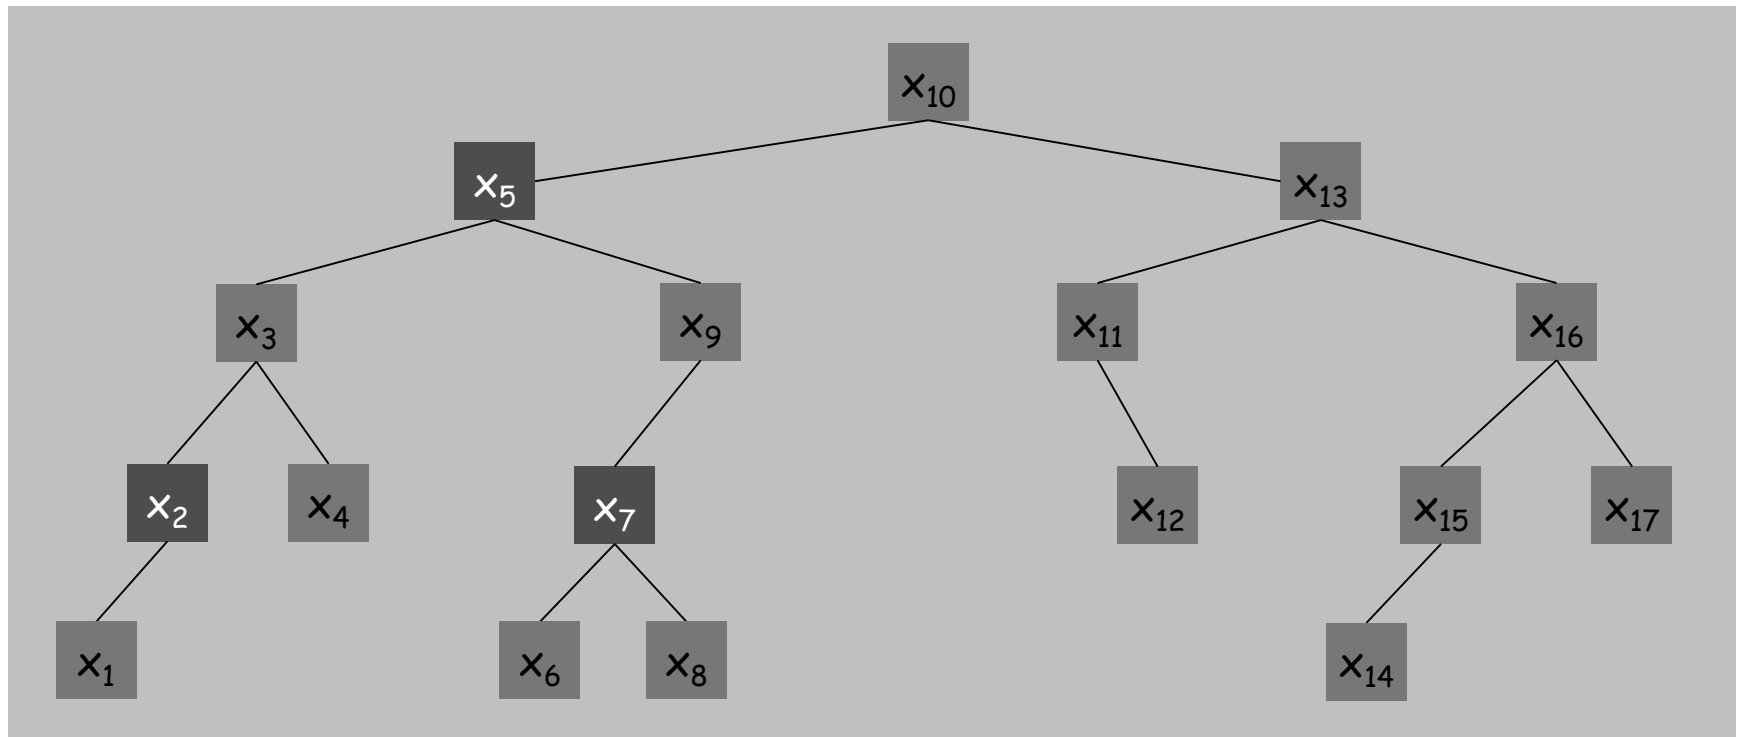 x₁₀
x₅ x₁₃
x₃ x₉ x₁₁ x₁₆
x₂ x₄ x₇ x₁₂ x₁₅ x₁₇
x₁ x₆ x₈ x₁₄